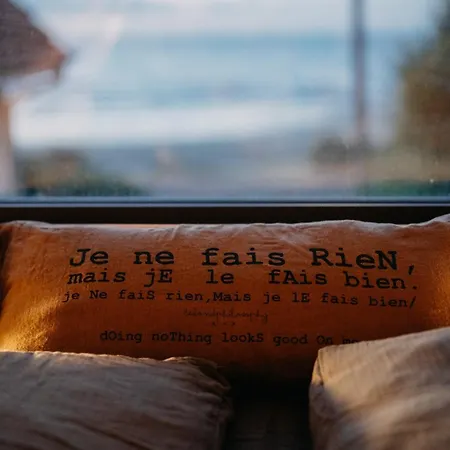 Je ne fais RieN,
mais jE le fAis bien.
je Ne faiS rien,Mais je lE fais bien/
dOing noThing lookS good On